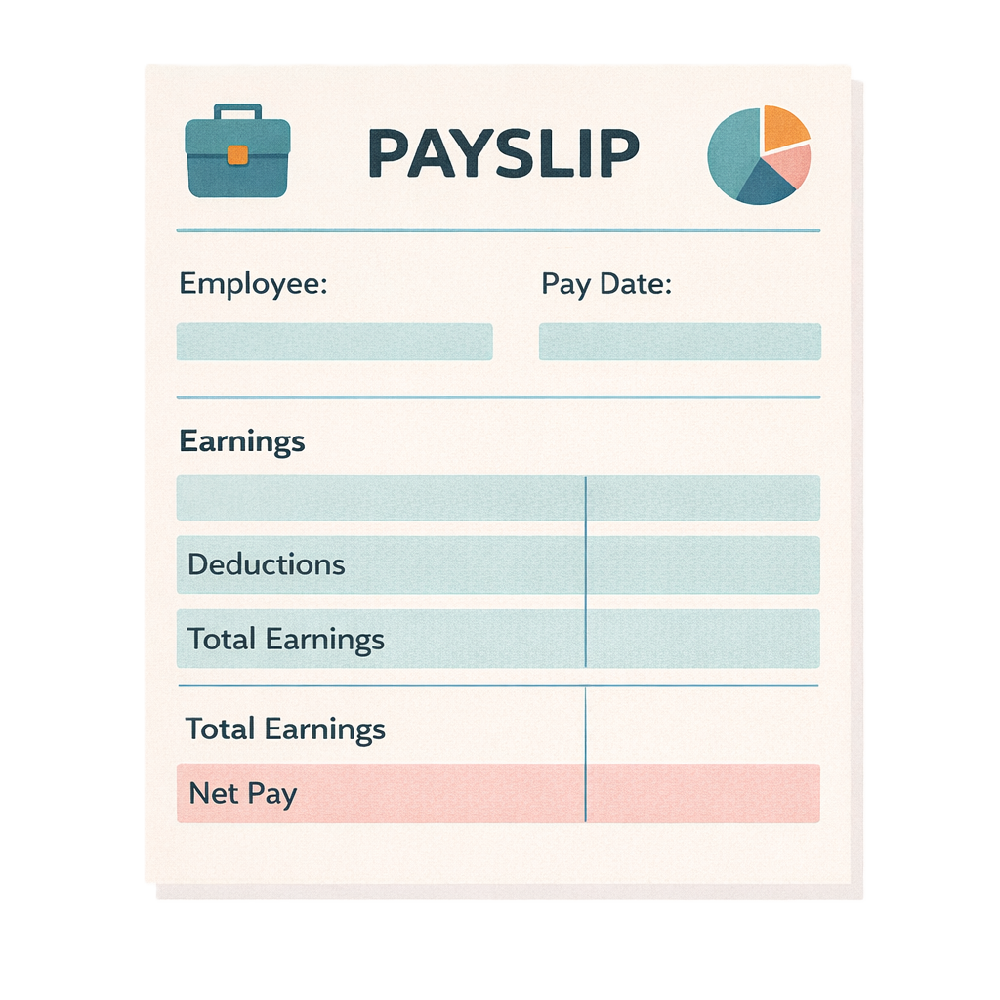 PAYSLIP
Employee: Pay Date:
Earnings
Deductions
Total Earnings
Total Earnings
Net Pay